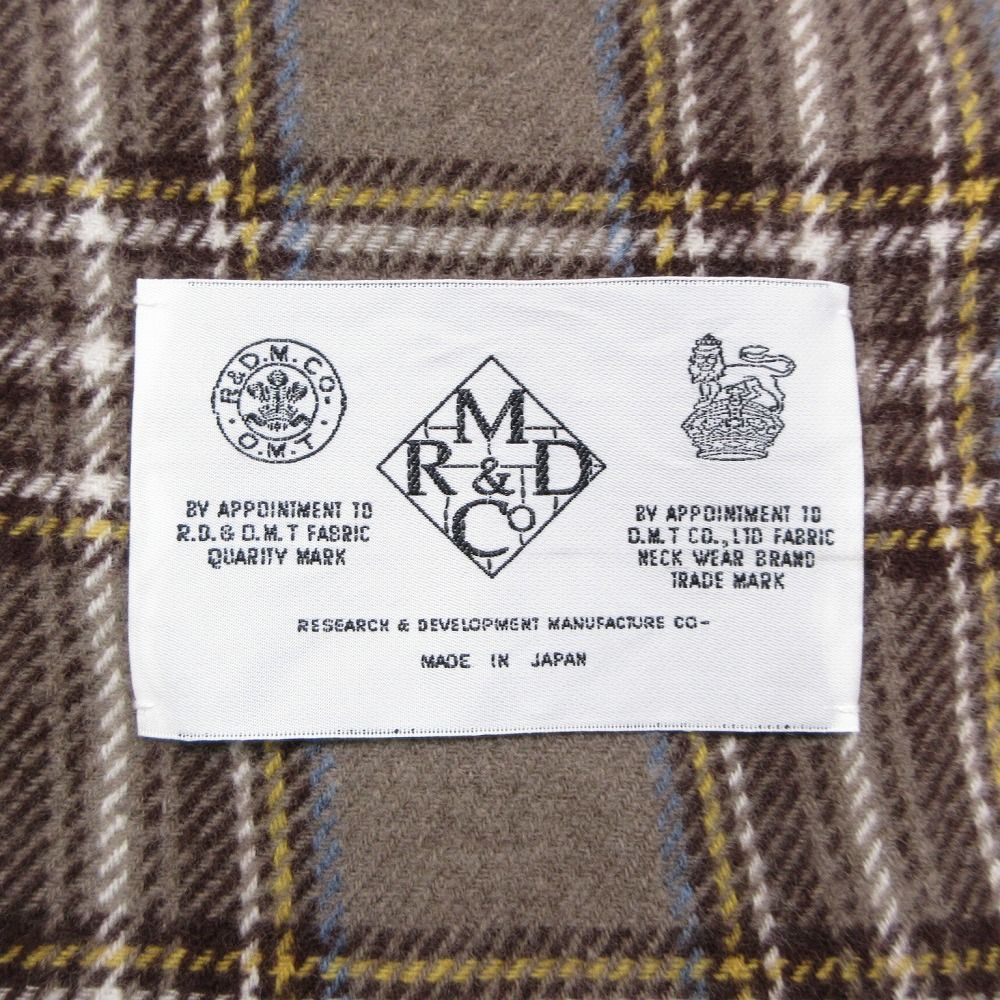 R&D.M.CO.
O.M.T
M
R & D
Co
BY APPOINTMENT TO
R.D.& O.M.T FABRIC
QUARITY MARK
BY APPOINTMENT TO
O.M.T CO.,LTD FABRIC
NECK WEAR BRAND
TRADE MARK
RESEARCH & DEVELOPMENT MANUFACTURE CO-
MADE IN JAPAN